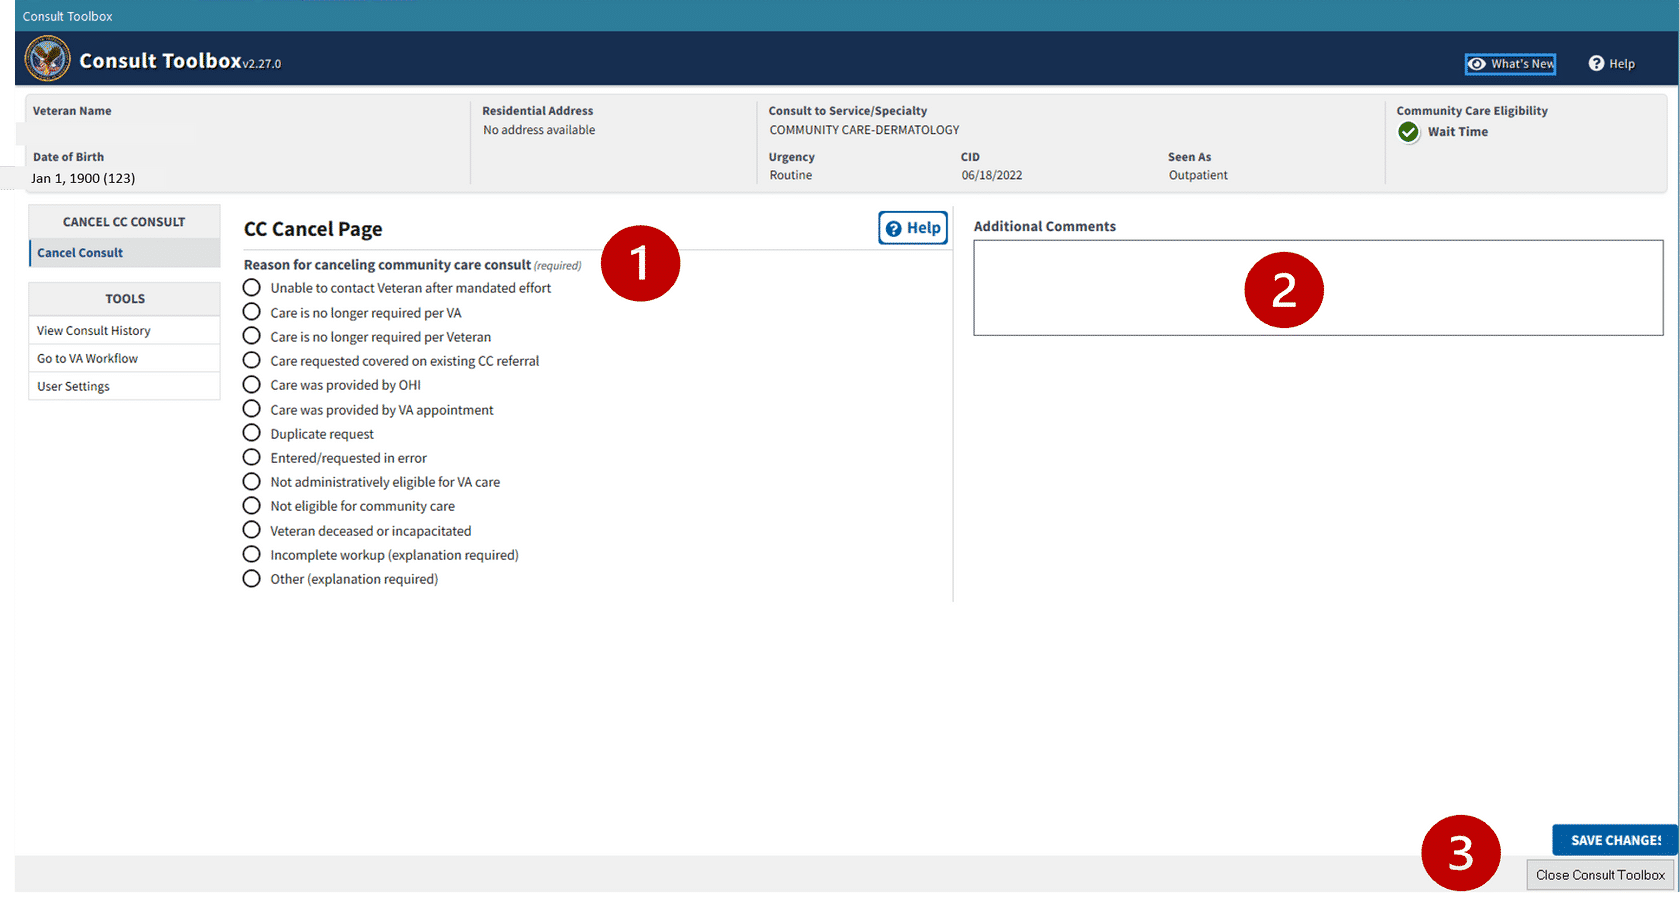 Consult Toolbox
Consult Toolbox v2.27.0
What's New
Help
Veteran Name
Date of Birth
Jan 1, 1900 (123)
Residential Address
No address available
Consult to Service/Specialty
COMMUNITY CARE-DERMATOLOGY
Urgency
Routine
CID
06/18/2022
Seen As
Outpatient
Community Care Eligibility
Wait Time
CANCEL CC CONSULT
Cancel Consult
TOOLS
View Consult History
Go to VA Workflow
User Settings
CC Cancel Page
Help
Reason for canceling community care consult (required)
1
Unable to contact Veteran after mandated effort
Care is no longer required per VA
Care is no longer required per Veteran
Care requested covered on existing CC referral
Care was provided by OHI
Care was provided by VA appointment
Duplicate request
Entered/requested in error
Not administratively eligible for VA care
Not eligible for community care
Veteran deceased or incapacitated
Incomplete workup (explanation required)
Other (explanation required)
Additional Comments
2
3
SAVE CHANGES
Close Consult Toolbox